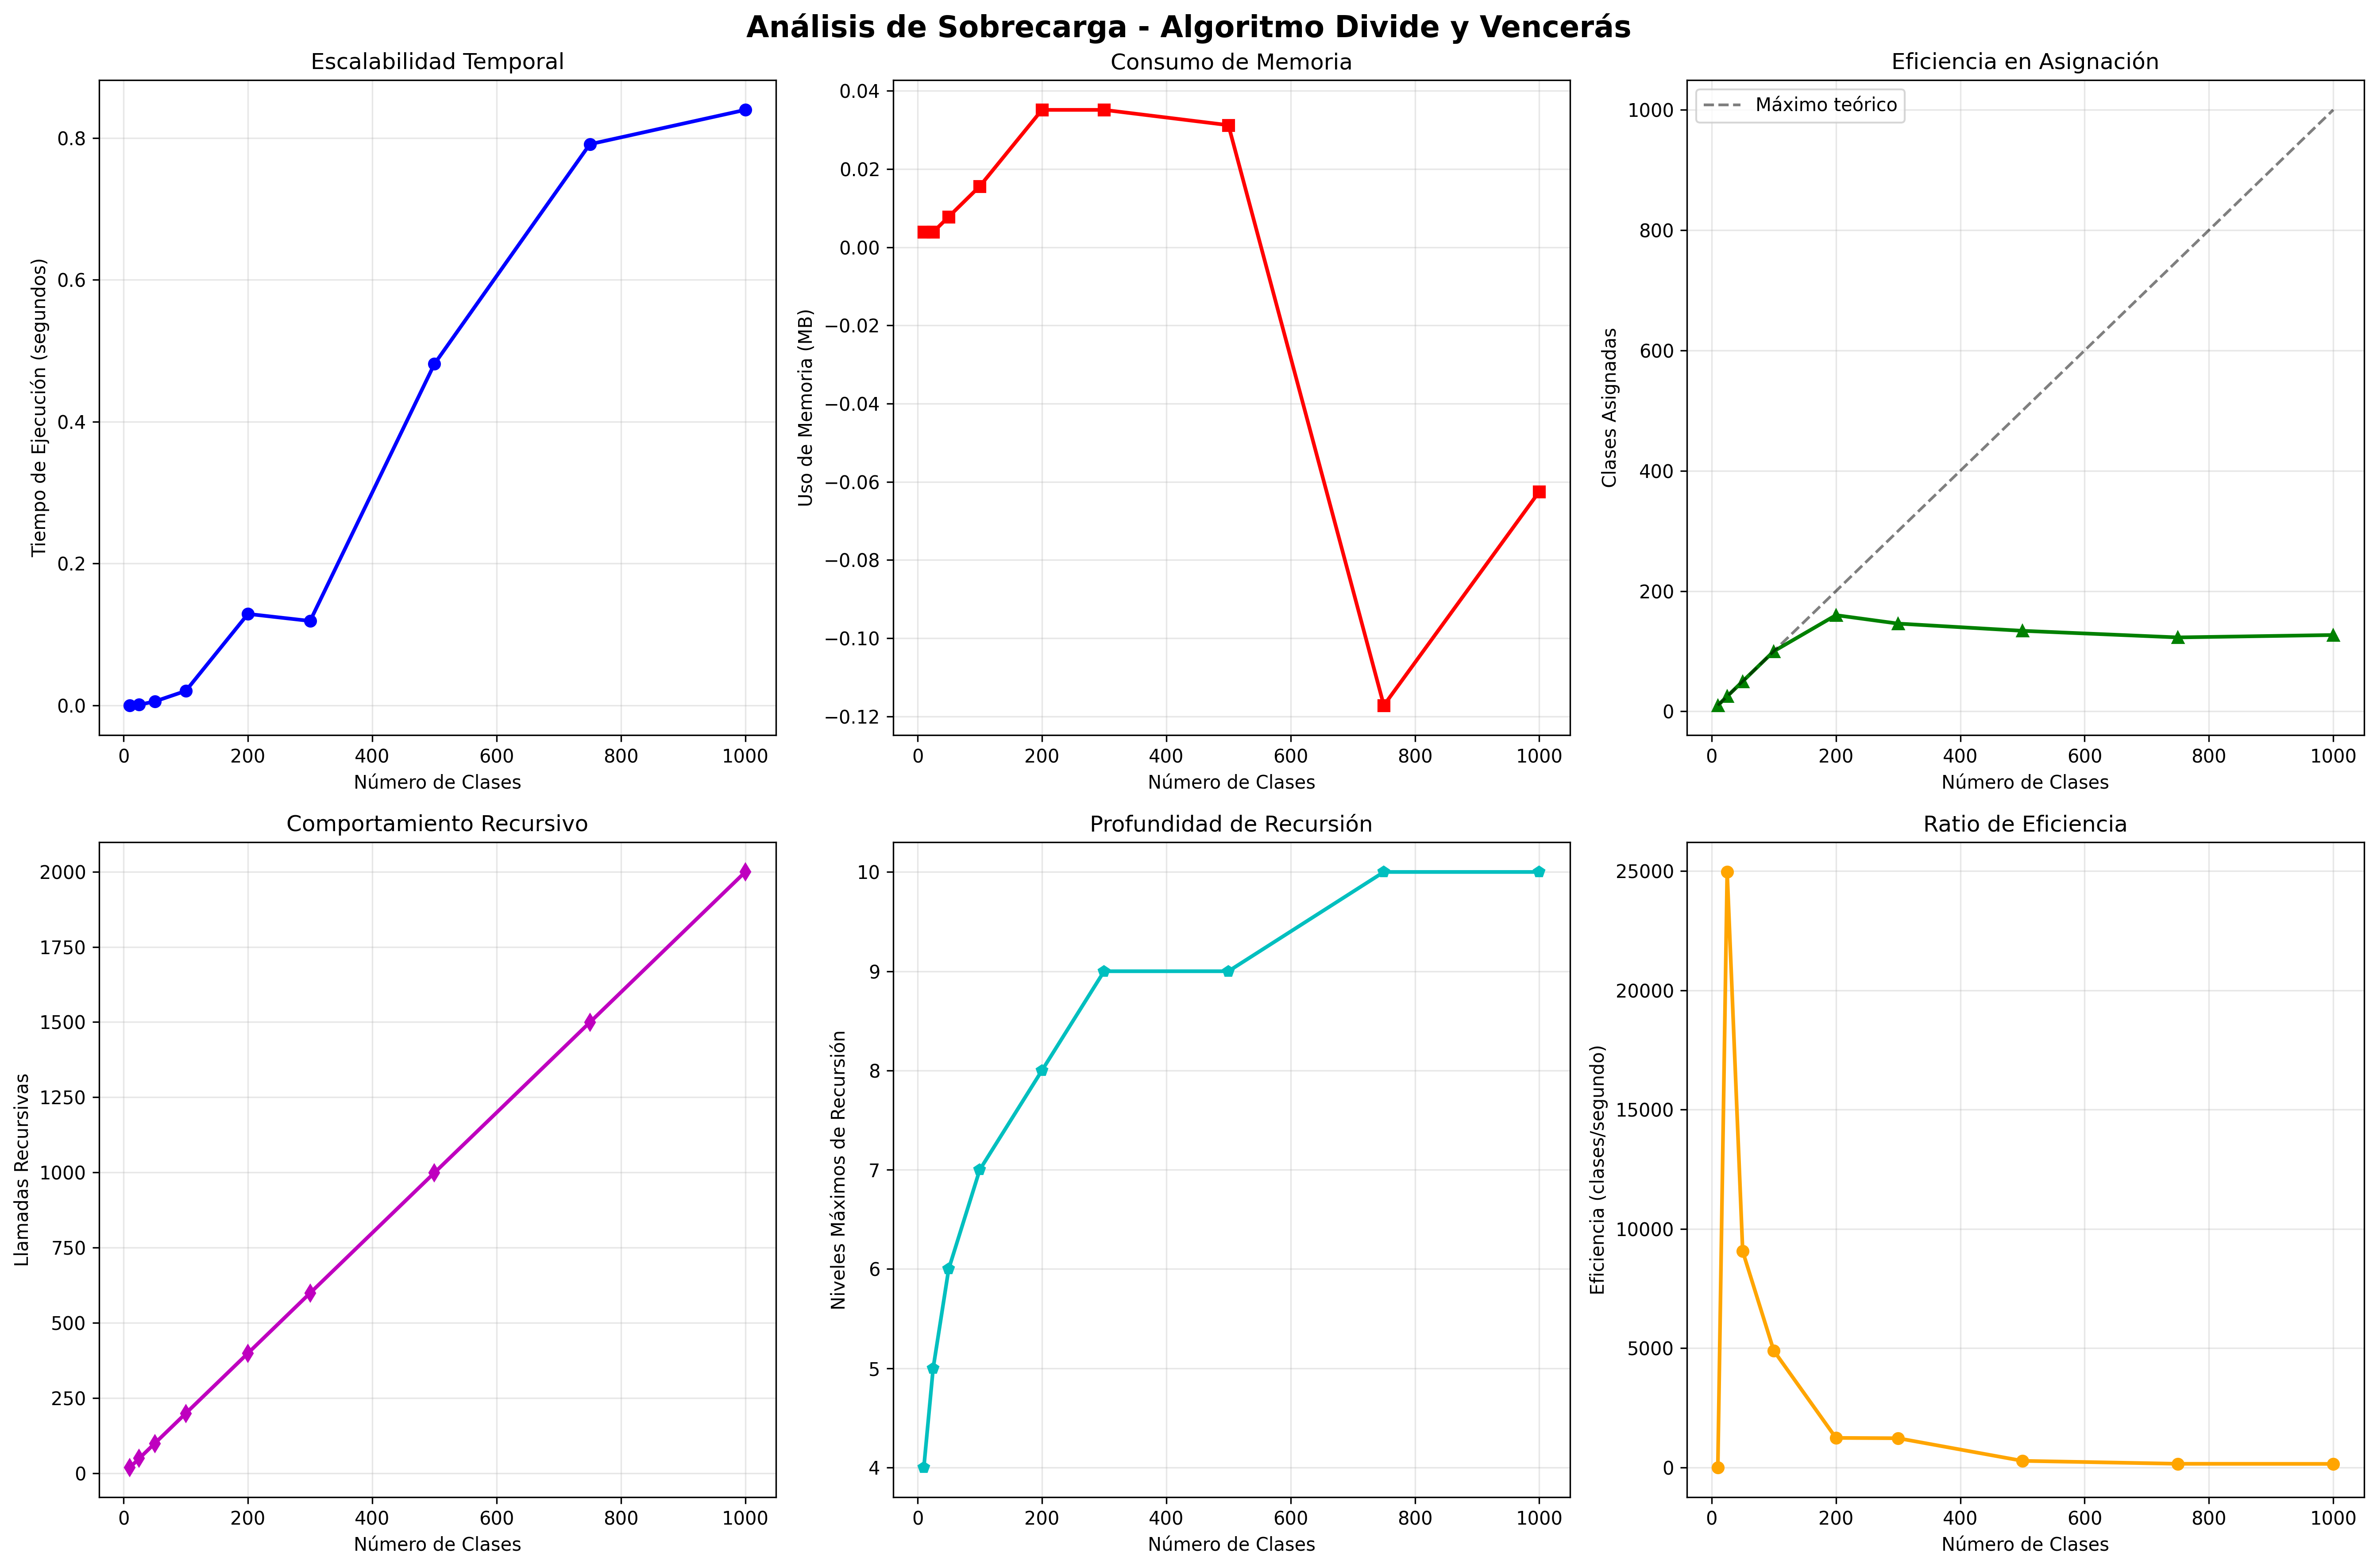 Análisis de Sobrecarga - Algoritmo Divide y Vencerás
Escalabilidad Temporal
Tiempo de Ejecución (segundos)
0.8
0.6
0.4
0.2
0.0
0 200 400 600 800 1000
Número de Clases
Consumo de Memoria
Uso de Memoria (MB)
0.04
0.02
0.00
−0.02
−0.04
−0.06
−0.08
−0.10
−0.12
0 200 400 600 800 1000
Número de Clases
Eficiencia en Asignación
Máximo teórico
Clases Asignadas
1000
800
600
400
200
0
0 200 400 600 800 1000
Número de Clases
Comportamiento Recursivo
Llamadas Recursivas
2000
1750
1500
1250
1000
750
500
250
0
0 200 400 600 800 1000
Número de Clases
Profundidad de Recursión
Niveles Máximos de Recursión
10
9
8
7
6
5
4
0 200 400 600 800 1000
Número de Clases
Ratio de Eficiencia
Eficiencia (clases/segundo)
25000
20000
15000
10000
5000
0
0 200 400 600 800 1000
Número de Clases